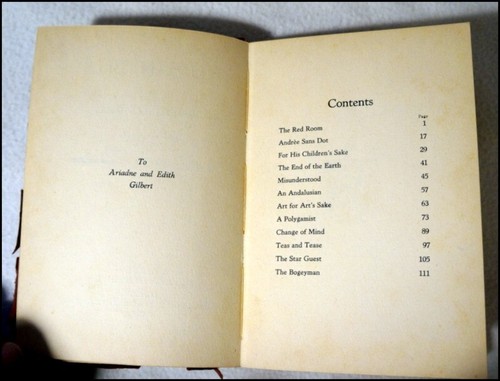 To
Ariadne and Edith
Gilbert
Contents
Page
The Red Room 1
Andrée Sans Dot 17
For His Children's Sake 29
The End of the Earth 41
Misunderstood 45
An Andalusian 57
Art for Art's Sake 63
A Polygamist 73
Change of Mind 89
Teas and Tease 97
The Star Guest 105
The Bogeyman 111